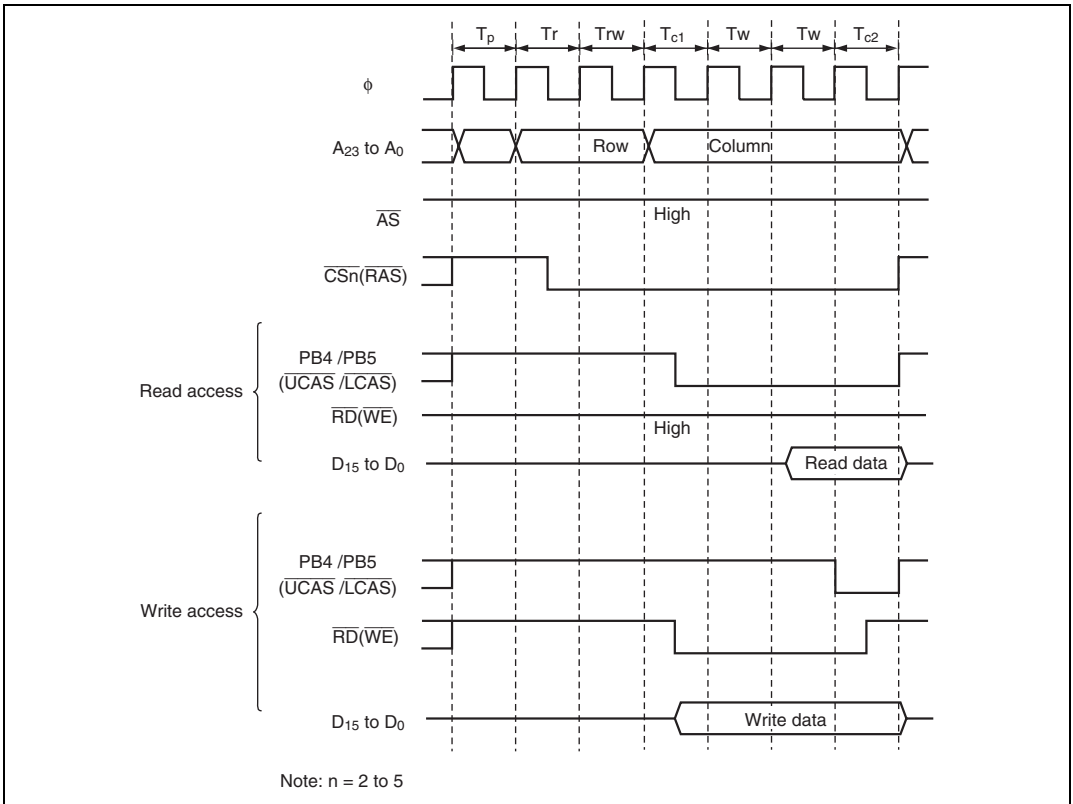 Tp Tr Trw Tc1 Tw Tw Tc2
φ
A23 to A0 Row Column
AS High
CSn(RAS)
Read access
PB4 /PB5
(UCAS /LCAS)
RD(WE) High
D15 to D0 Read data
Write access
PB4 /PB5
(UCAS /LCAS)
RD(WE)
D15 to D0 Write data
Note: n = 2 to 5